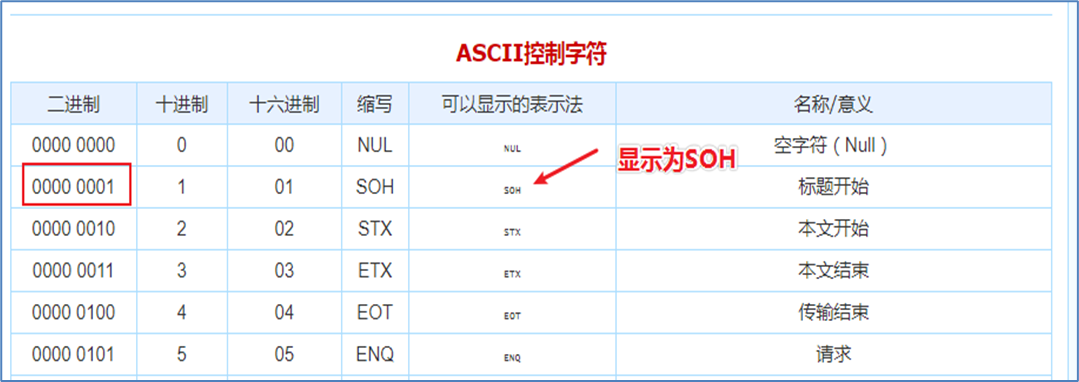 ASCII控制字符
二进制 十进制 十六进制 缩写 可以显示的表示法 名称/意义
0000 0000 0 00 NUL NUL 空字符（Null）
0000 0001 1 01 SOH SOH 标题开始
显示为SOH
0000 0010 2 02 STX STX 本文开始
0000 0011 3 03 ETX ETX 本文结束
0000 0100 4 04 EOT EOT 传输结束
0000 0101 5 05 ENQ ENQ 请求